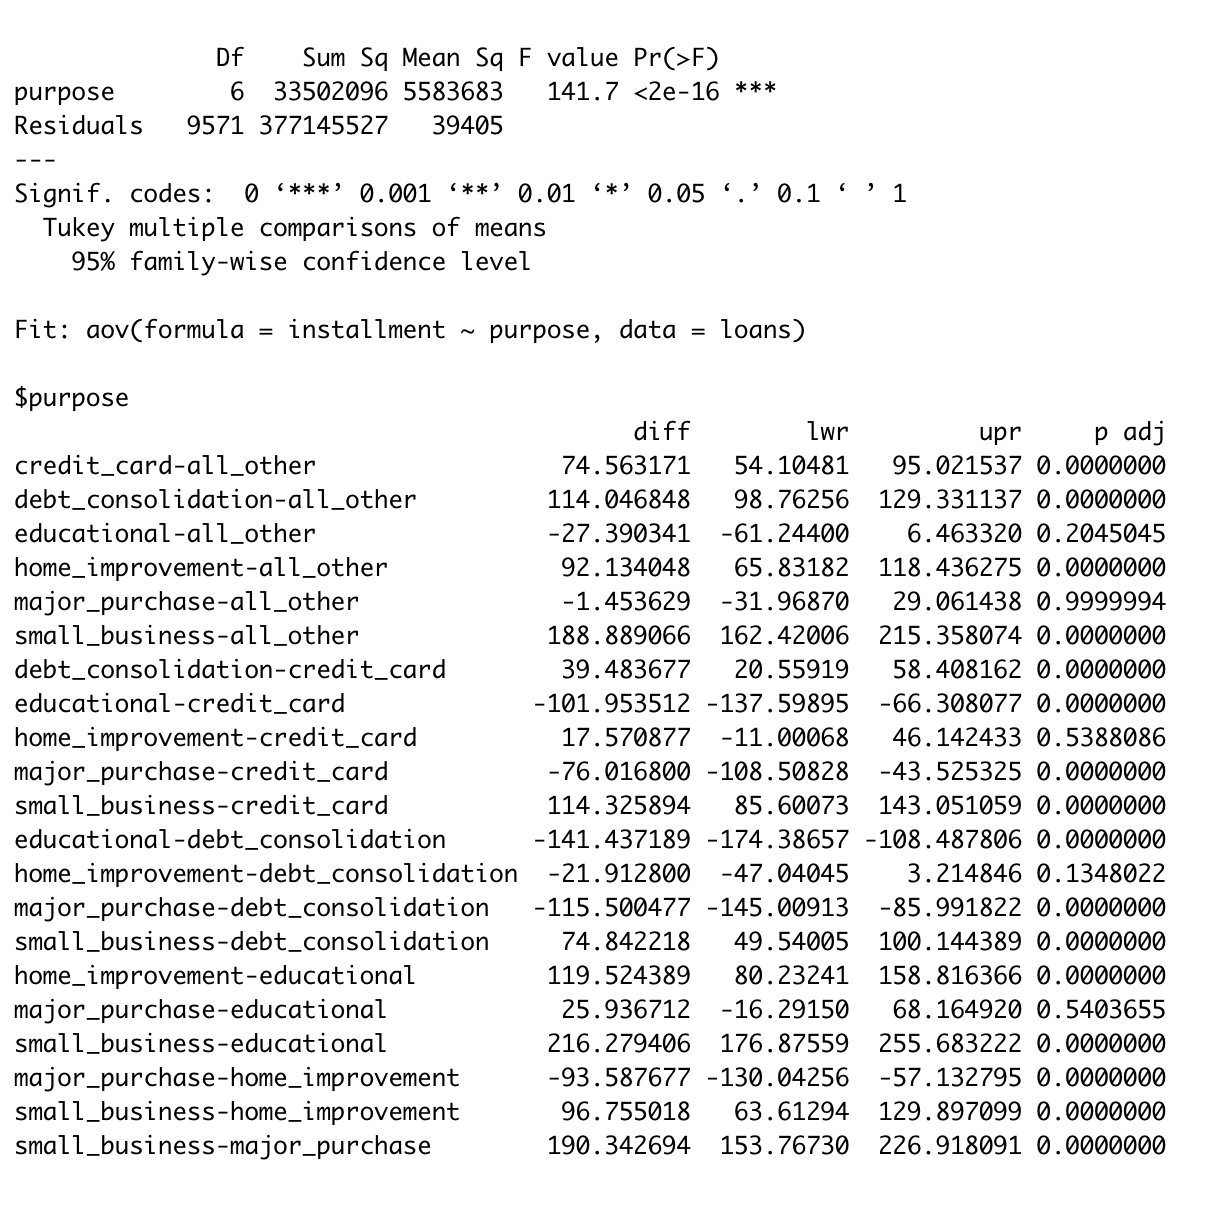 Df Sum Sq Mean Sq F value Pr(>F)
purpose 6 33502096 5583683 141.7 <2e-16 ***
Residuals 9571 377145527 39405
---
Signif. codes: 0 ‘***’ 0.001 ‘**’ 0.01 ‘*’ 0.05 ‘.’ 0.1 ‘ ’ 1
Tukey multiple comparisons of means
95% family-wise confidence level
Fit: aov(formula = installment ~ purpose, data = loans)
$purpose
diff lwr upr p adj
credit_card-all_other 74.563171 54.10481 95.021537 0.0000000
debt_consolidation-all_other 114.046848 98.76256 129.331137 0.0000000
educational-all_other -27.390341 -61.24400 6.463320 0.2045045
home_improvement-all_other 92.134048 65.83182 118.436275 0.0000000
major_purchase-all_other -1.453629 -31.96870 29.061438 0.9999994
small_business-all_other 188.889066 162.42006 215.358074 0.0000000
debt_consolidation-credit_card 39.483677 20.55919 58.408162 0.0000000
educational-credit_card -101.953512 -137.59895 -66.308077 0.0000000
home_improvement-credit_card 17.570877 -11.00068 46.142433 0.5388086
major_purchase-credit_card -76.016800 -108.50828 -43.525325 0.0000000
small_business-credit_card 114.325894 85.60073 143.051059 0.0000000
educational-debt_consolidation -141.437189 -174.38657 -108.487806 0.0000000
home_improvement-debt_consolidation -21.912800 -47.04045 3.214846 0.1348022
major_purchase-debt_consolidation -115.500477 -145.00913 -85.991822 0.0000000
small_business-debt_consolidation 74.842218 49.54005 100.144389 0.0000000
home_improvement-educational 119.524389 80.23241 158.816366 0.0000000
major_purchase-educational 25.936712 -16.29150 68.164920 0.5403655
small_business-educational 216.279406 176.87559 255.683222 0.0000000
major_purchase-home_improvement -93.587677 -130.04256 -57.132795 0.0000000
small_business-home_improvement 96.755018 63.61294 129.897099 0.0000000
small_business-major_purchase 190.342694 153.76730 226.918091 0.0000000